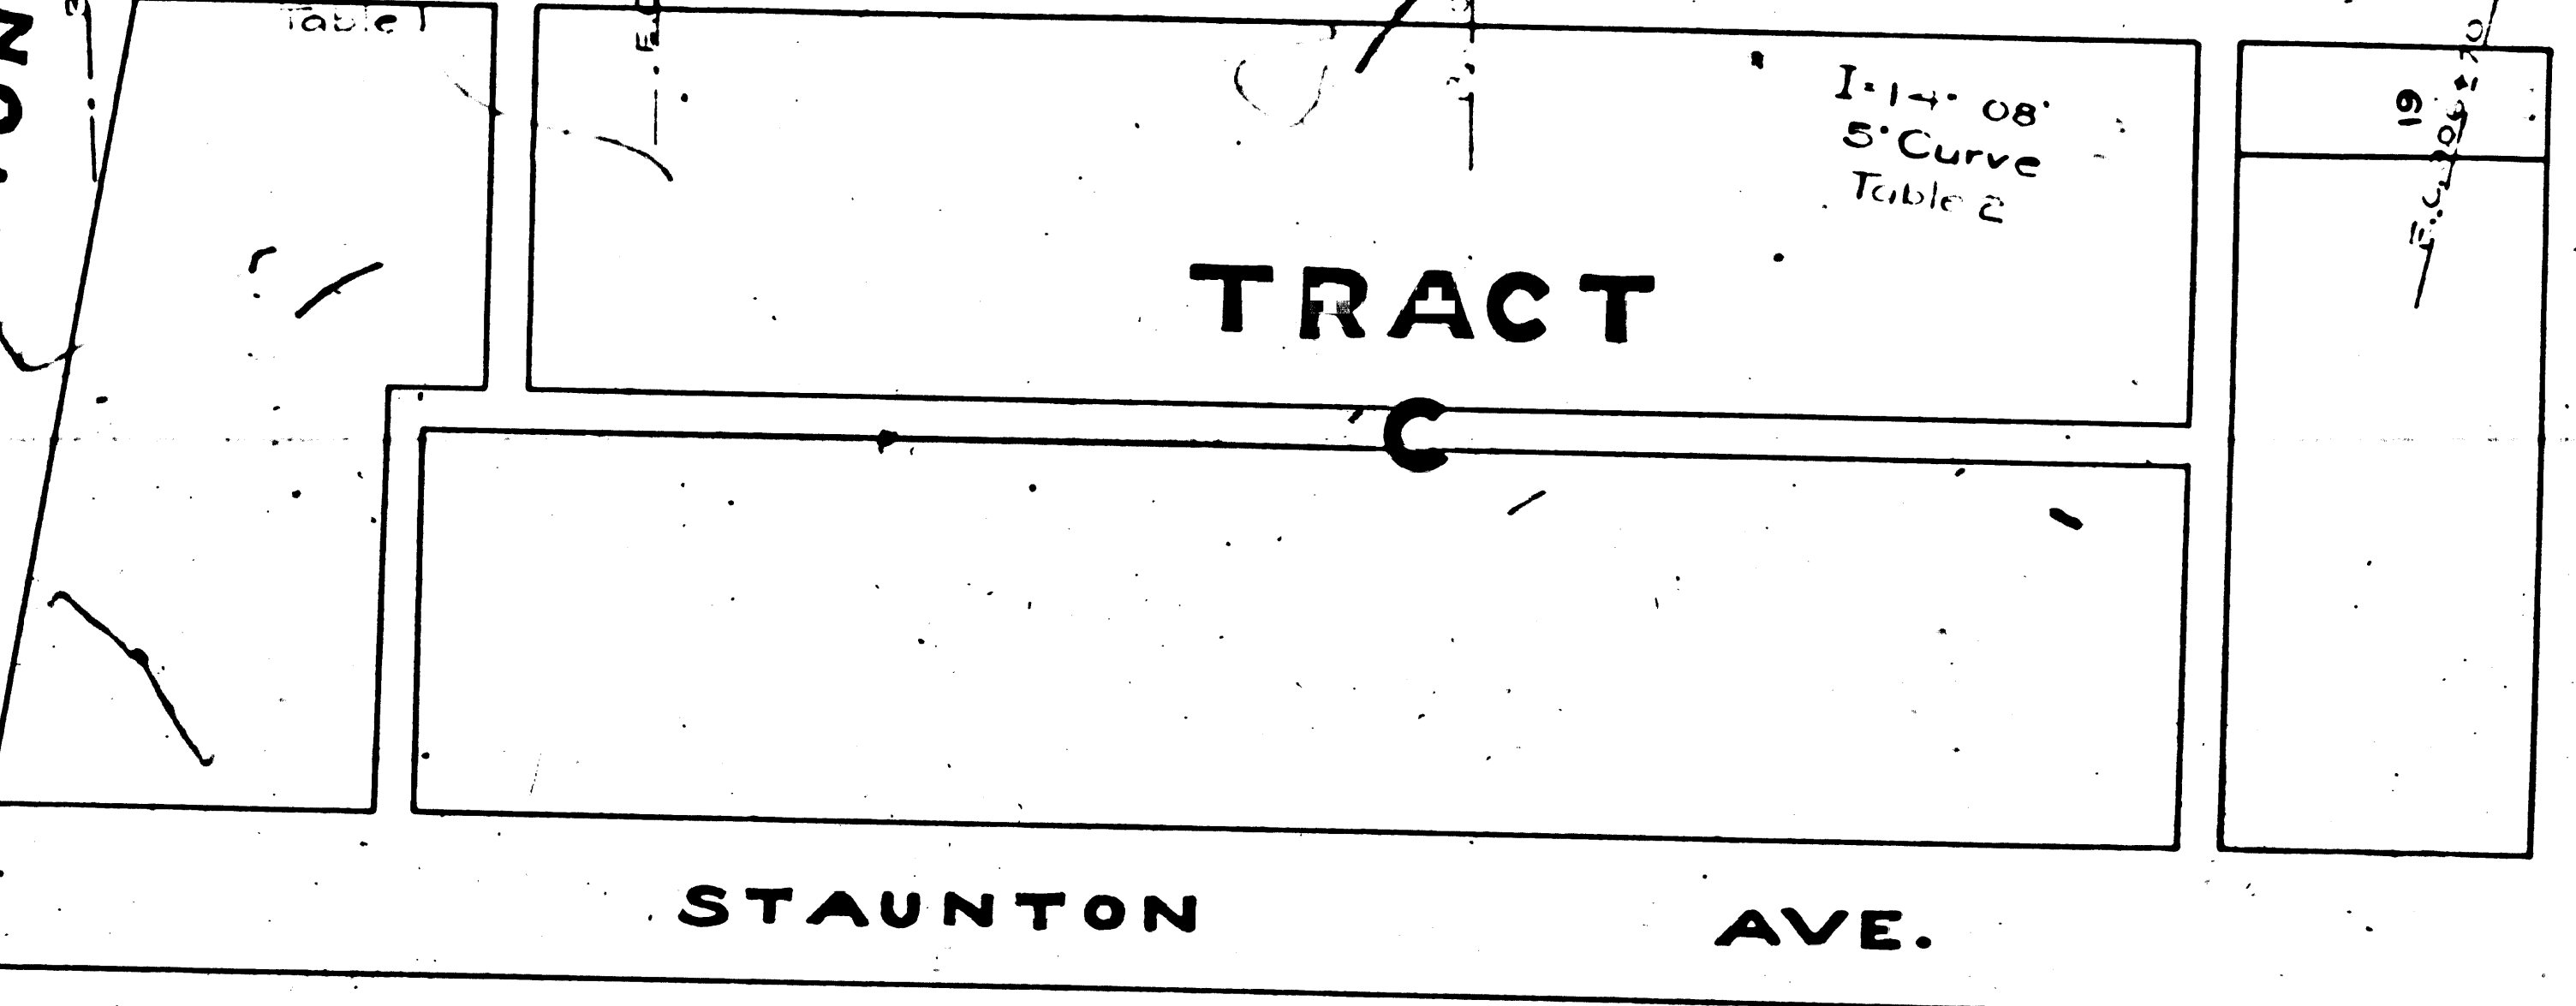 Table 1
I=14° 08'
5° Curve
Table 2
19
TRACT
C
STAUNTON AVE.